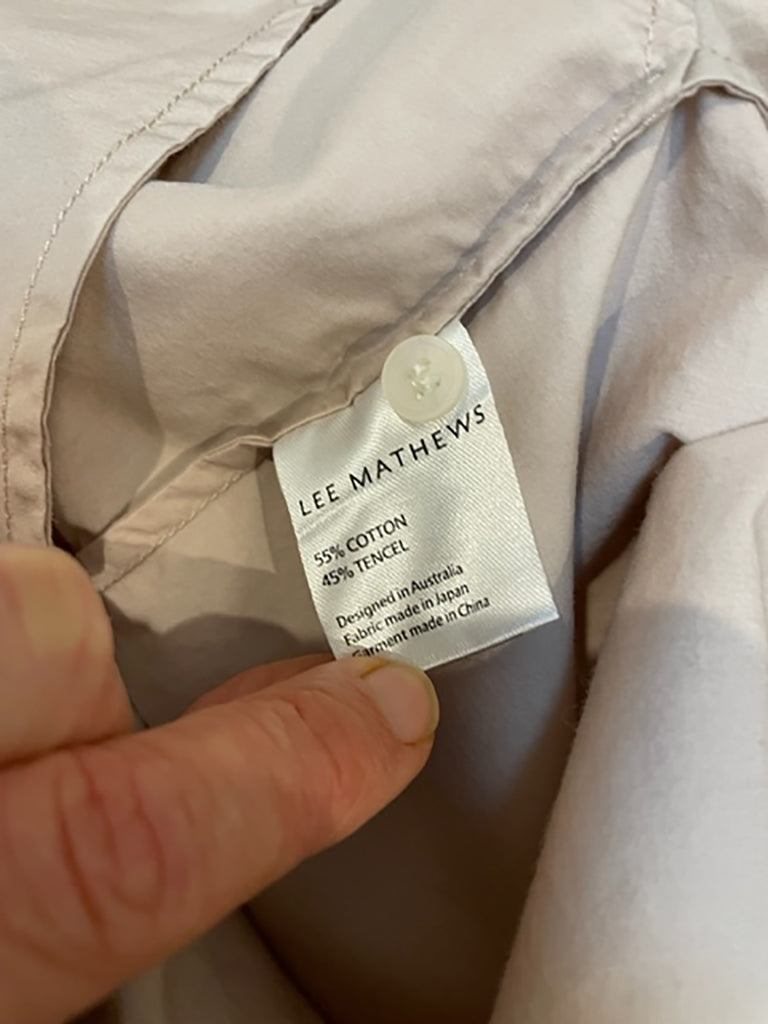 LEE MATHEWS
55% COTTON
45% TENCEL
Designed in Australia
Fabric made in Japan
Garment made in China